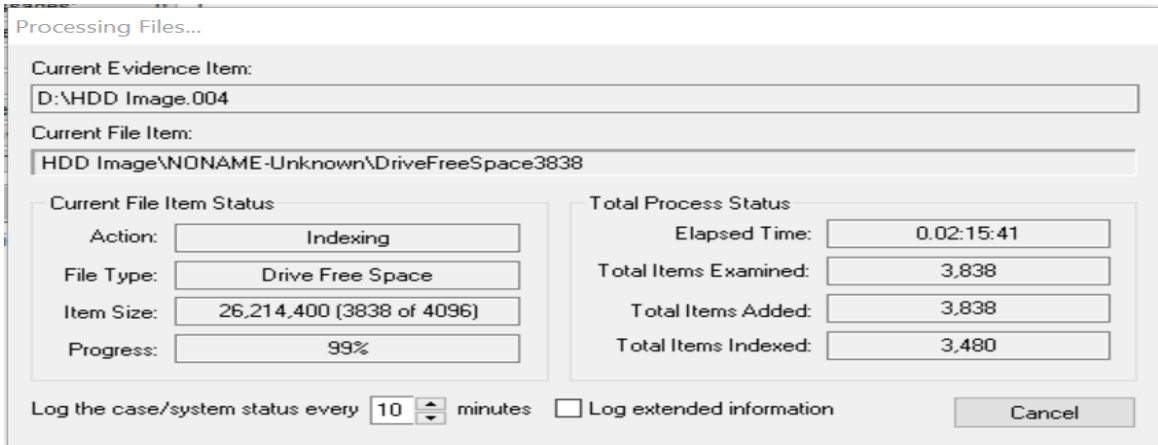 Processing Files...
Current Evidence Item:
D:\HDD Image.004
Current File Item:
HDD Image\NONAME-Unknown\DriveFreeSpace3838
Current File Item Status
Action: Indexing
File Type: Drive Free Space
Item Size: 26,214,400 (3838 of 4096)
Progress: 99%
Total Process Status
Elapsed Time: 0.02:15:41
Total Items Examined: 3,838
Total Items Added: 3,838
Total Items Indexed: 3,480
Log the case/system status every 10 minutes Log extended information Cancel